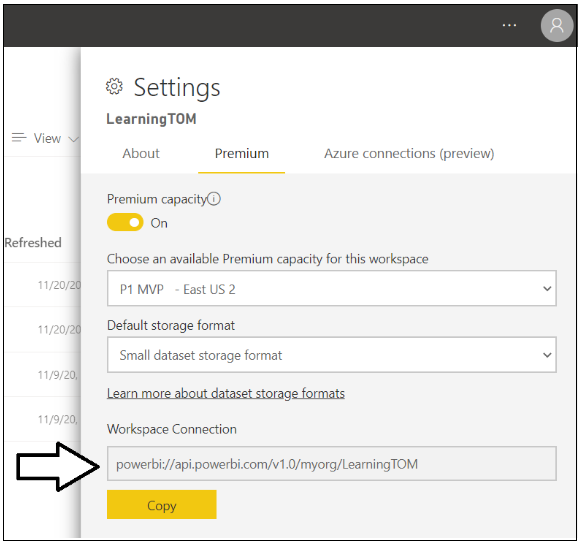 ...
Settings
LearningTOM
View
About Premium Azure connections (preview)
Premium capacity
On
Refreshed
Choose an available Premium capacity for this workspace
11/20/20
P1 MVP - East US 2
11/20/20
Default storage format
Small dataset storage format
11/9/20,
Learn more about dataset storage formats
11/9/20,
Workspace Connection
powerbi://api.powerbi.com/v1.0/myorg/LearningTOM
Copy